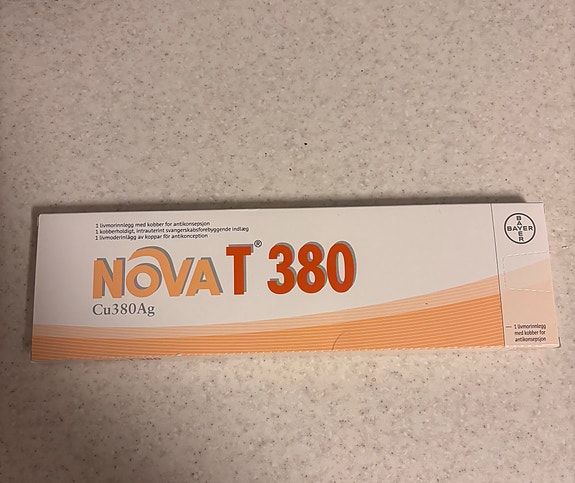 1 livmorinnlegg med kobber for antikonsepsjon
1 kobberholdigt, intrauterint svangerskabsforebyggende indlæg
1 livmoderinlägg av koppar för antikonception
NOVA T® 380
Cu380Ag
BAYER
BAYER
1 livmorinnlegg
med kobber for
antikonsepsjon